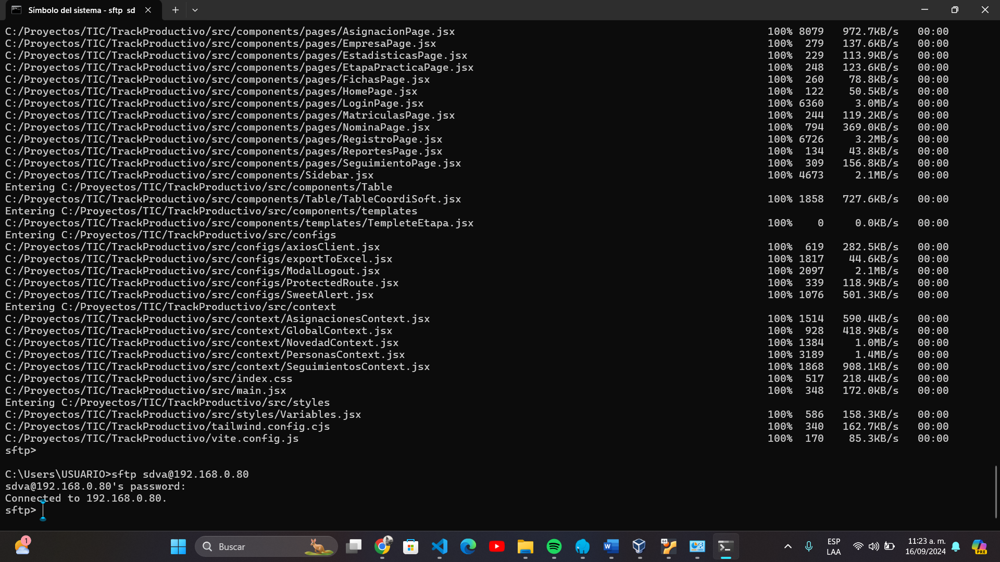 Símbolo del sistema - sftp sd
C:/Proyectos/TIC/TrackProductivo/src/components/pages/AsignacionPage.jsx 100% 8079 972.7KB/s 00:00
C:/Proyectos/TIC/TrackProductivo/src/components/pages/EmpresaPage.jsx 100% 279 137.6KB/s 00:00
C:/Proyectos/TIC/TrackProductivo/src/components/pages/EstadisticasPage.jsx 100% 229 113.9KB/s 00:00
C:/Proyectos/TIC/TrackProductivo/src/components/pages/EtapaPracticaPage.jsx 100% 248 123.6KB/s 00:00
C:/Proyectos/TIC/TrackProductivo/src/components/pages/FichasPage.jsx 100% 260 78.8KB/s 00:00
C:/Proyectos/TIC/TrackProductivo/src/components/pages/HomePage.jsx 100% 122 50.5KB/s 00:00
C:/Proyectos/TIC/TrackProductivo/src/components/pages/LoginPage.jsx 100% 6360 3.0MB/s 00:00
C:/Proyectos/TIC/TrackProductivo/src/components/pages/MatriculasPage.jsx 100% 244 119.2KB/s 00:00
C:/Proyectos/TIC/TrackProductivo/src/components/pages/NominaPage.jsx 100% 794 369.0KB/s 00:00
C:/Proyectos/TIC/TrackProductivo/src/components/pages/RegistroPage.jsx 100% 6726 3.2MB/s 00:00
C:/Proyectos/TIC/TrackProductivo/src/components/pages/ReportesPage.jsx 100% 134 43.8KB/s 00:00
C:/Proyectos/TIC/TrackProductivo/src/components/pages/SeguimientoPage.jsx 100% 309 156.8KB/s 00:00
C:/Proyectos/TIC/TrackProductivo/src/components/Sidebar.jsx 100% 4673 2.1MB/s 00:00
Entering C:/Proyectos/TIC/TrackProductivo/src/components/Table
C:/Proyectos/TIC/TrackProductivo/src/components/Table/TableCoordiSoft.jsx 100% 1858 727.6KB/s 00:00
Entering C:/Proyectos/TIC/TrackProductivo/src/components/templates
C:/Proyectos/TIC/TrackProductivo/src/components/templates/TempleteEtapa.jsx 100% 0 0.0KB/s 00:00
Entering C:/Proyectos/TIC/TrackProductivo/src/configs
C:/Proyectos/TIC/TrackProductivo/src/configs/axiosClient.jsx 100% 619 282.5KB/s 00:00
C:/Proyectos/TIC/TrackProductivo/src/configs/exportToExcel.jsx 100% 1817 44.6KB/s 00:00
C:/Proyectos/TIC/TrackProductivo/src/configs/ModalLogout.jsx 100% 2097 2.1MB/s 00:00
C:/Proyectos/TIC/TrackProductivo/src/configs/ProtectedRoute.jsx 100% 339 118.9KB/s 00:00
C:/Proyectos/TIC/TrackProductivo/src/configs/SweetAlert.jsx 100% 1076 501.3KB/s 00:00
Entering C:/Proyectos/TIC/TrackProductivo/src/context
C:/Proyectos/TIC/TrackProductivo/src/context/AsignacionesContext.jsx 100% 1514 590.4KB/s 00:00
C:/Proyectos/TIC/TrackProductivo/src/context/GlobalContext.jsx 100% 928 418.9KB/s 00:00
C:/Proyectos/TIC/TrackProductivo/src/context/NovedadContext.jsx 100% 1384 1.0MB/s 00:00
C:/Proyectos/TIC/TrackProductivo/src/context/PersonasContext.jsx 100% 3189 1.4MB/s 00:00
C:/Proyectos/TIC/TrackProductivo/src/context/SeguimientosContext.jsx 100% 1868 908.1KB/s 00:00
C:/Proyectos/TIC/TrackProductivo/src/index.css 100% 517 218.4KB/s 00:00
C:/Proyectos/TIC/TrackProductivo/src/main.jsx 100% 348 172.0KB/s 00:00
Entering C:/Proyectos/TIC/TrackProductivo/src/styles
C:/Proyectos/TIC/TrackProductivo/src/styles/Variables.jsx 100% 586 158.3KB/s 00:00
C:/Proyectos/TIC/TrackProductivo/tailwind.config.cjs 100% 340 162.7KB/s 00:00
C:/Proyectos/TIC/TrackProductivo/vite.config.js 100% 170 85.3KB/s 00:00
sftp>
C:\Users\USUARIO>sftp sdva@192.168.0.80
sdva@192.168.0.80's password:
Connected to 192.168.0.80.
sftp>
1
Buscar
W
64
ESP
LAA
11:23 a. m.
16/09/2024
PRE